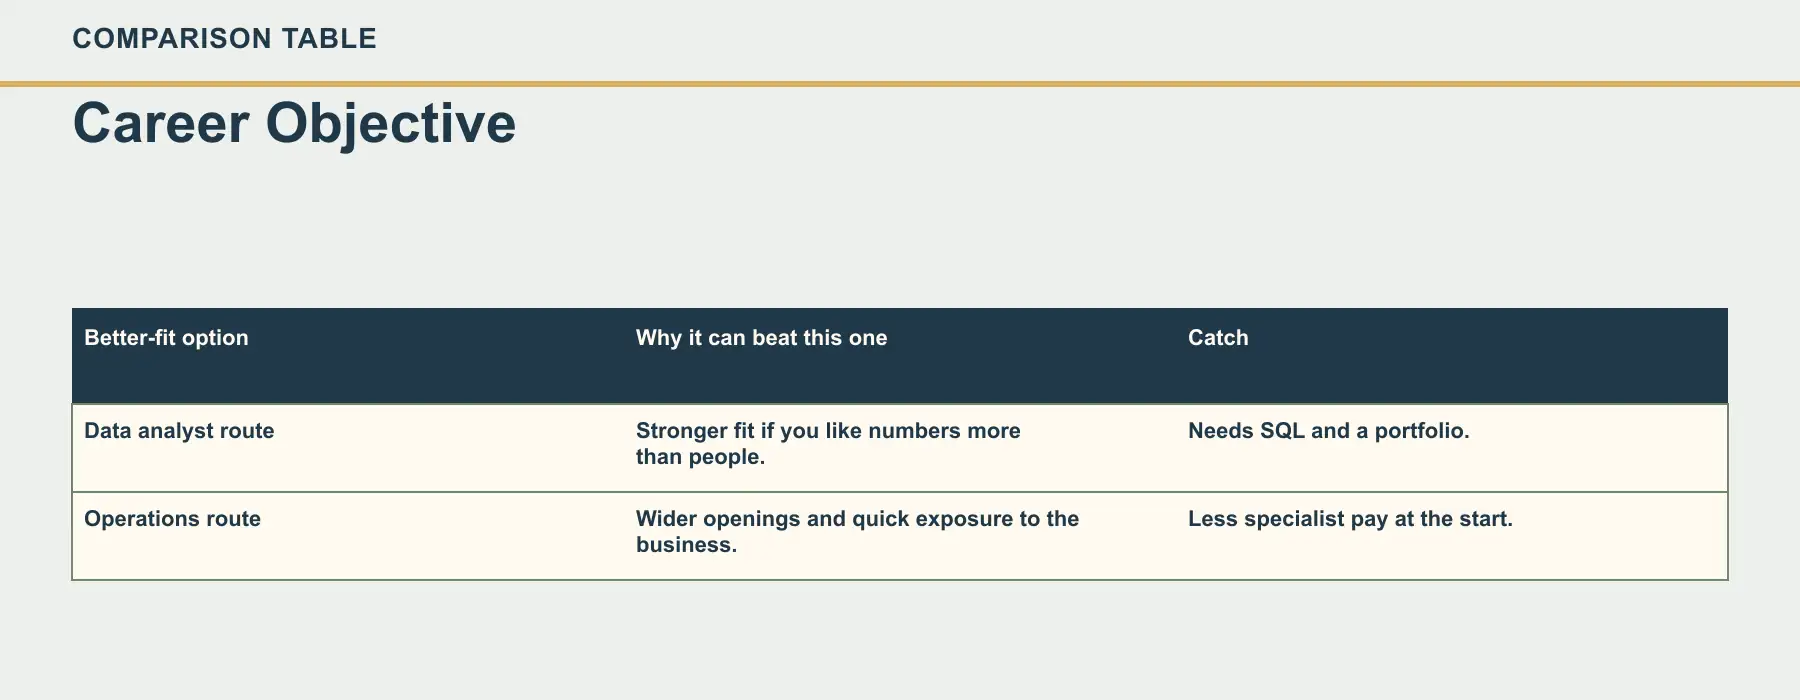 COMPARISON TABLE
Career Objective
Better-fit option
Why it can beat this one
Catch
Data analyst route
Stronger fit if you like numbers more
than people.
Needs SQL and a portfolio.
Operations route
Wider openings and quick exposure to the
business.
Less specialist pay at the start.